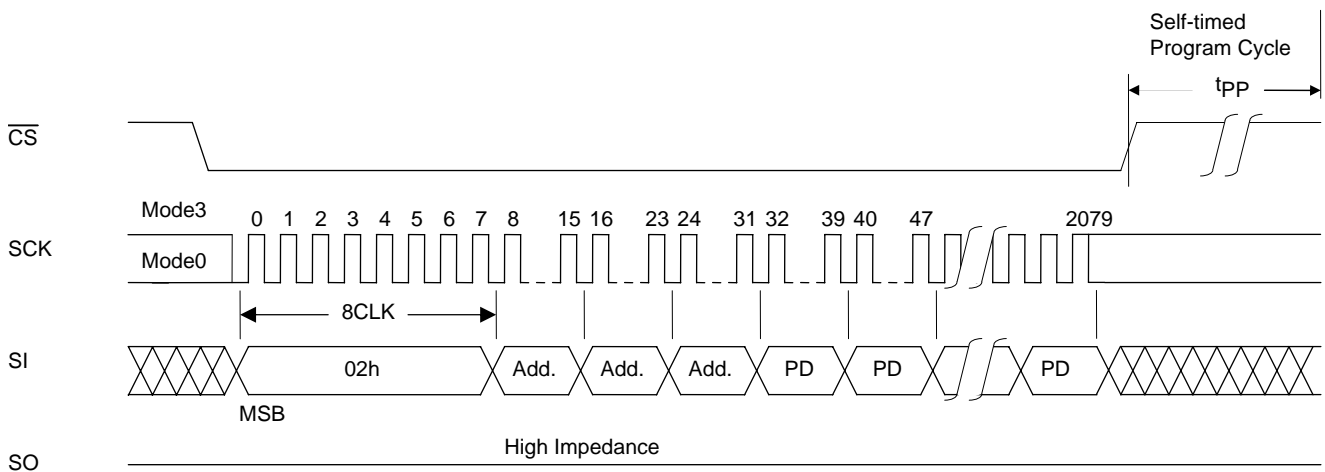 Self-timed
Program Cycle
tPP
CS
Mode3
0 1 2 3 4 5 6 7 8 15 16 23 24 31 32 39 40 47 2079
SCK
Mode0
8CLK
SI
02h Add. Add. Add. PD PD PD
MSB
High Impedance
SO